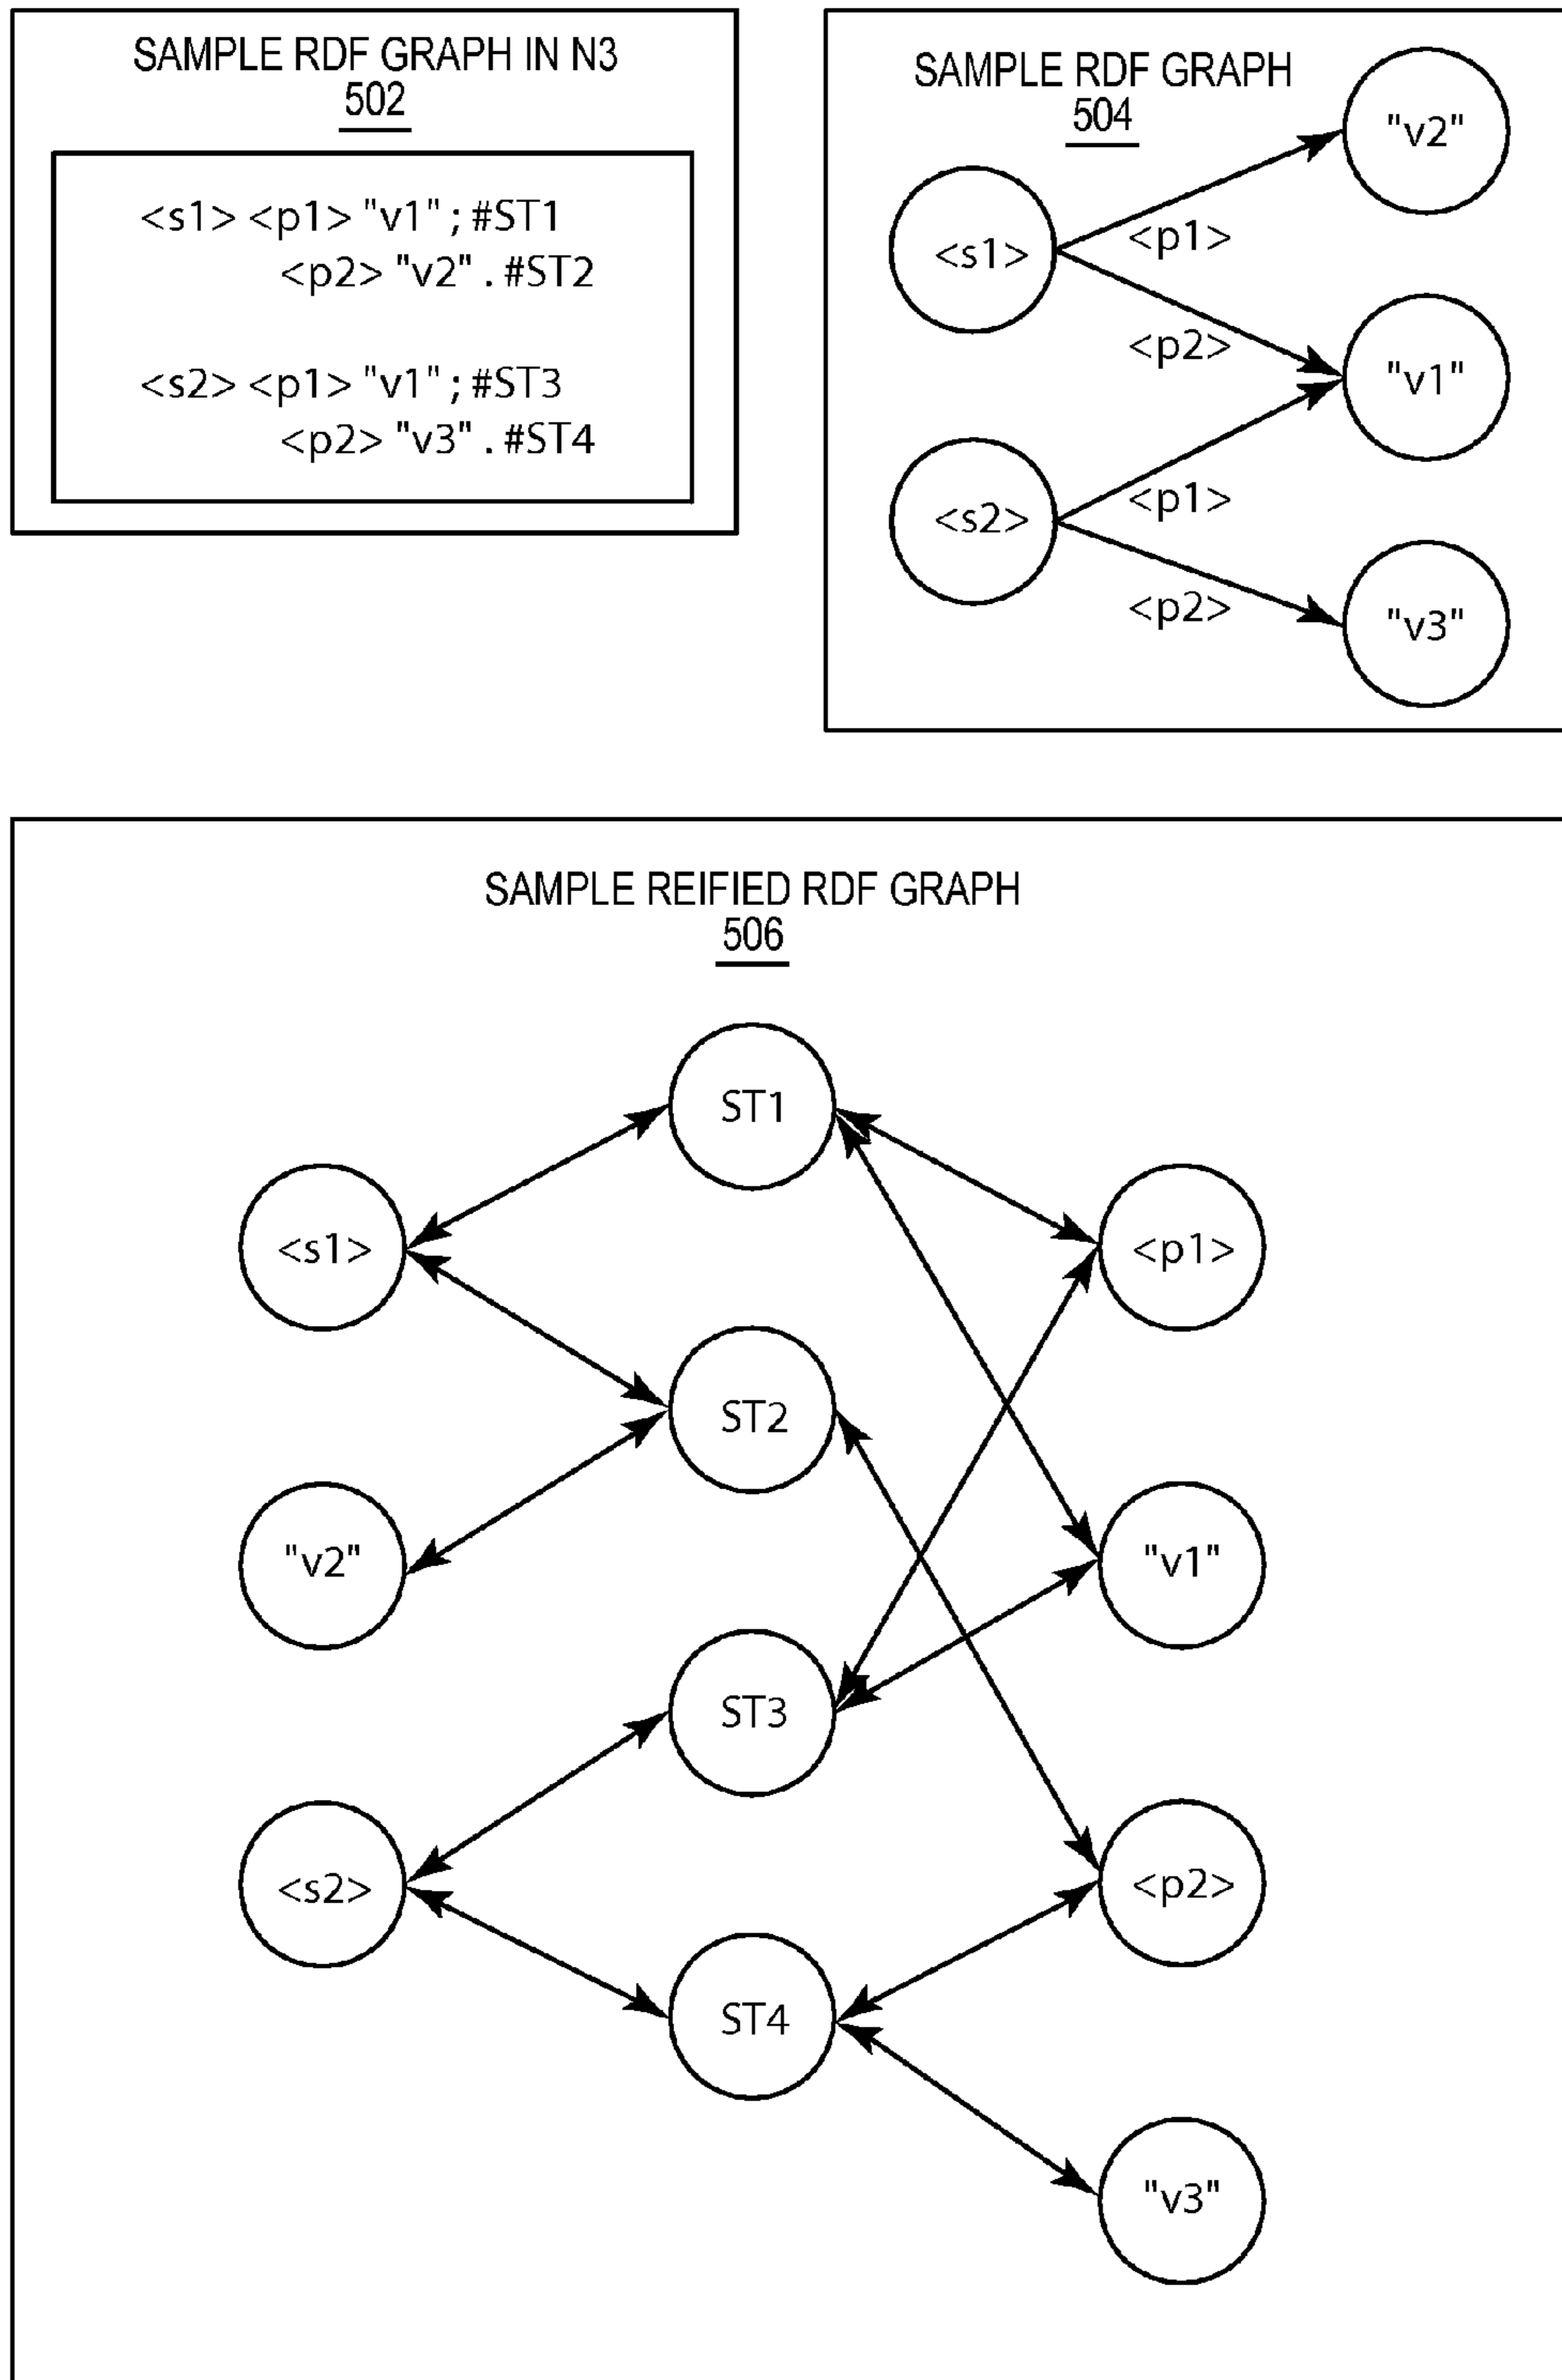 SAMPLE RDF GRAPH IN N3
502
<s1> <p1> "v1" ; #ST1
<p2> "v2" . #ST2
<s2> <p1> "v1" ; #ST3
<p2> "v3" . #ST4
SAMPLE RDF GRAPH
504
"v2"
<s1>
<p1>
<p2>
"v1"
<s2>
<p1>
<p2>
"v3"
SAMPLE REIFIED RDF GRAPH
506
ST1
<s1>
<p1>
ST2
"v2"
"v1"
ST3
<s2>
<p2>
ST4
"v3"